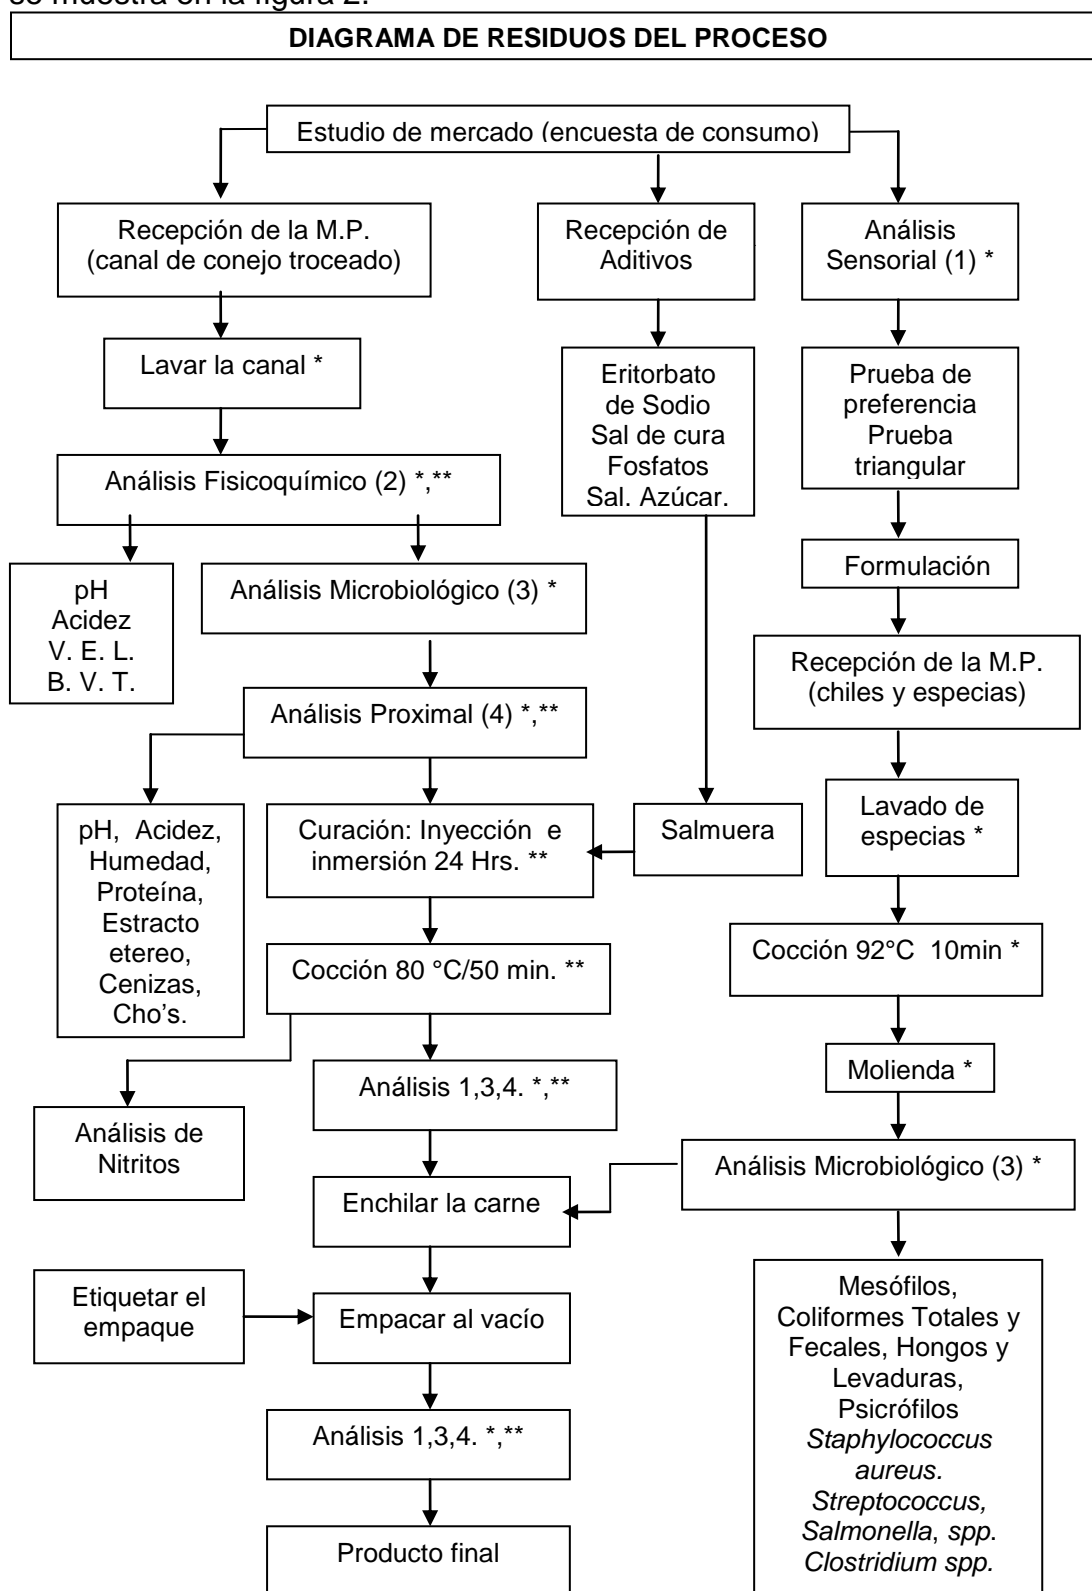 se muestra en la figura 2.
DIAGRAMA DE RESIDUOS DEL PROCESO
Estudio de mercado (encuesta de consumo)
Recepción de la M.P.
(canal de conejo troceado)
Recepción de
Aditivos
Análisis
Sensorial (1) *
Lavar la canal *
Eritorbato
de Sodio
Sal de cura
Fosfatos
Sal. Azúcar.
Prueba de
preferencia
Prueba
triangular
Análisis Fisicoquímico (2) *,**
Formulación
pH
Acidez
V. E. L.
B. V. T.
Análisis Microbiológico (3) *
Recepción de la M.P.
(chiles y especias)
Análisis Proximal (4) *,**
Lavado de
especias *
pH, Acidez,
Humedad,
Proteína,
Estracto
etereo,
Cenizas,
Cho's.
Curación: Inyección e
inmersión 24 Hrs. **
Salmuera
Cocción 80 °C/50 min. **
Cocción 92°C 10min *
Análisis 1,3,4. *,**
Molienda *
Análisis de
Nitritos
Análisis Microbiológico (3) *
Enchilar la carne
Etiquetar el
empaque
Empacar al vacío
Mesófilos,
Coliformes Totales y
Fecales, Hongos y
Levaduras,
Psicrófilos
Staphylococcus
aureus.
Streptococcus,
Salmonella, spp.
Clostridium spp.
Análisis 1,3,4. *,**
Producto final